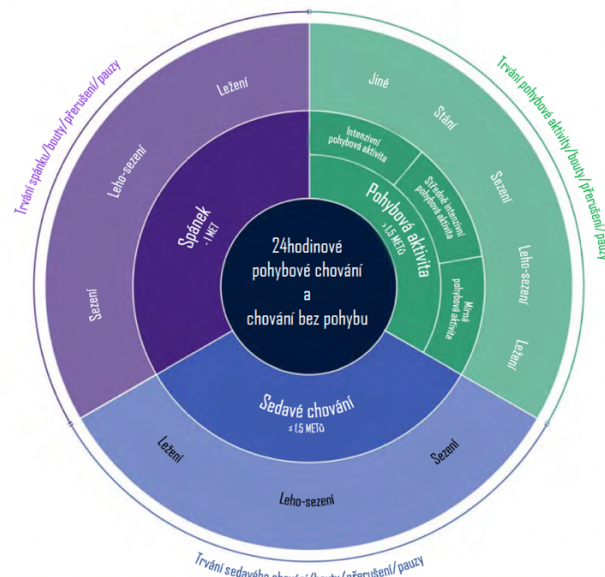 24hodinové
pohybové chování
a
chování bez pohybu
Spánek
~1 MET
Ležení
Leho-sezení
Sezení
Trvání spánku/bouty/přerušení/pauzy
Pohybová aktivita
>1,5 METů
Intenzivní
pohybová aktivita
Středně intenzivní
pohybová aktivita
Mírná
pohybová aktivita
Jiné
Stání
Sezení
Leho-sezení
Ležení
Trvání pohybové aktivity/bouty/přerušení/pauzy
Sedavé chování
≤ 1,5 METů
Ležení
Leho-sezení
Sezení
Trvání sedavého chování/bouty/přerušení/pauzy